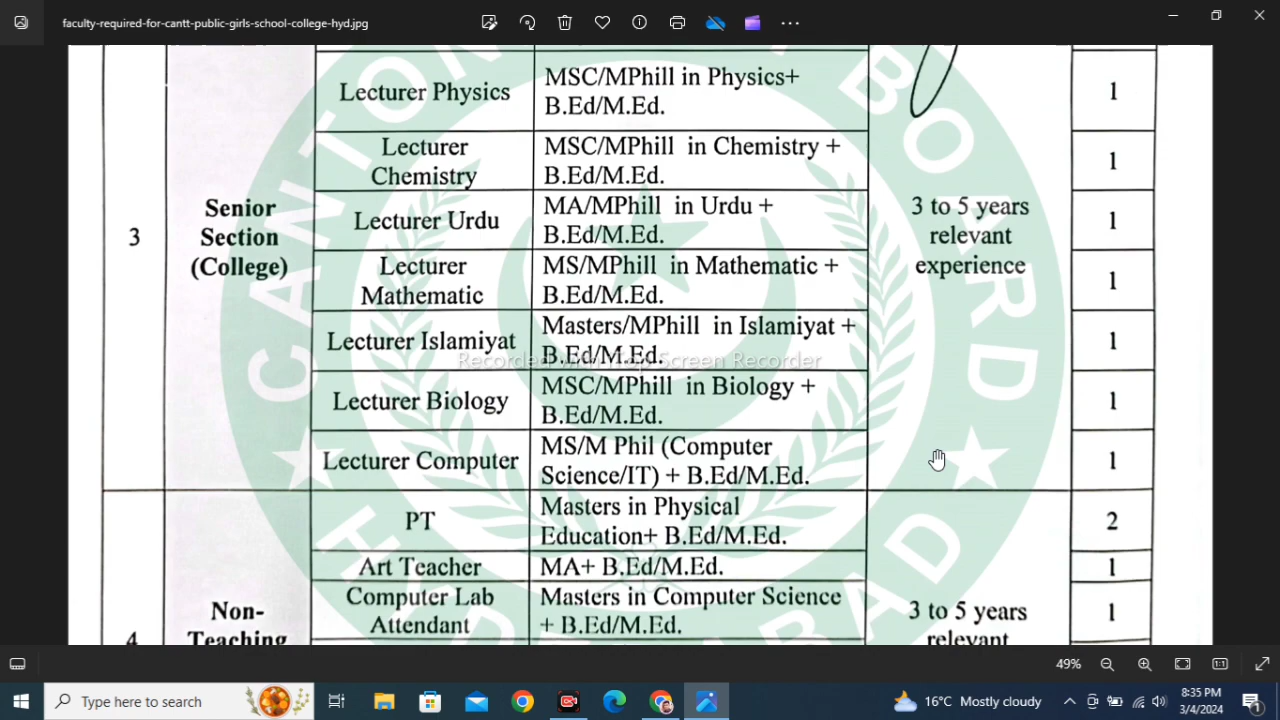 faculty-required-for-cantt-public-girls-school-college-hyd.jpg
CANTONMENT BOARD
HYDERABAD
3
Senior
Section
(College)
3 to 5 years
relevant
experience
Lecturer Physics
MSC/MPhill in Physics+
B.Ed/M.Ed.
1
Lecturer
Chemistry
MSC/MPhill in Chemistry +
B.Ed/M.Ed.
1
Lecturer Urdu
MA/MPhill in Urdu +
B.Ed/M.Ed.
1
Lecturer
Mathematic
MS/MPhill in Mathematic +
B.Ed/M.Ed.
1
Lecturer Islamiyat
Masters/MPhill in Islamiyat +
B.Ed/M.Ed.
1
Recorded with iTop Screen Recorder
Lecturer Biology
MSC/MPhill in Biology +
B.Ed/M.Ed.
1
Lecturer Computer
MS/M Phil (Computer
Science/IT) + B.Ed/M.Ed.
1
4
Non-
Teaching
3 to 5 years
relevant
PT
Masters in Physical
Education+ B.Ed/M.Ed.
2
Art Teacher
MA+ B.Ed/M.Ed.
1
Computer Lab
Attendant
Masters in Computer Science
+ B.Ed/M.Ed.
1
49%
1:1
Type here to search
16°C Mostly cloudy
8:35 PM
3/4/2024
1